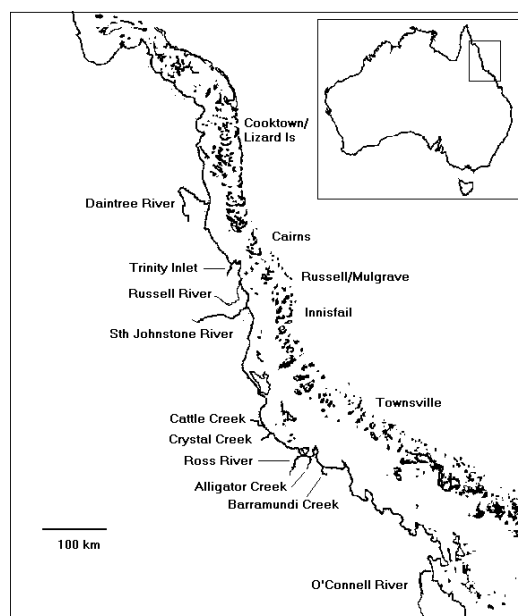 Cooktown/
Lizard Is
Daintree River
Cairns
Trinity Inlet
Russell/Mulgrave
Russell River
Innisfail
Sth Johnstone River
Townsville
Cattle Creek
Crystal Creek
Ross River
Alligator Creek
Barramundi Creek
100 km
O'Connell River